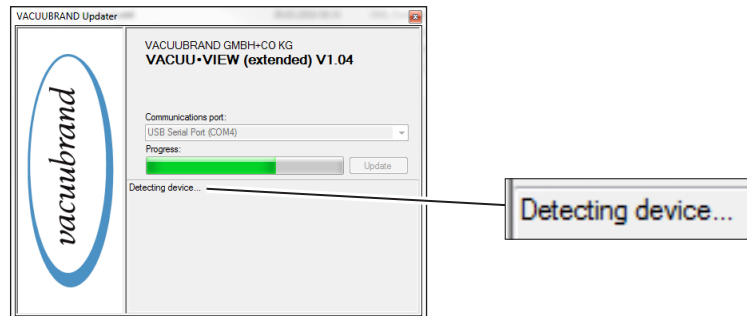 VACUUBRAND Updater
vacuubrand
VACUUBRAND GMBH+CO KG
VACUU•VIEW (extended) V1.04
Communications port:
USB Serial Port (COM4)
Progress:
Update
Detecting device...
Detecting device...